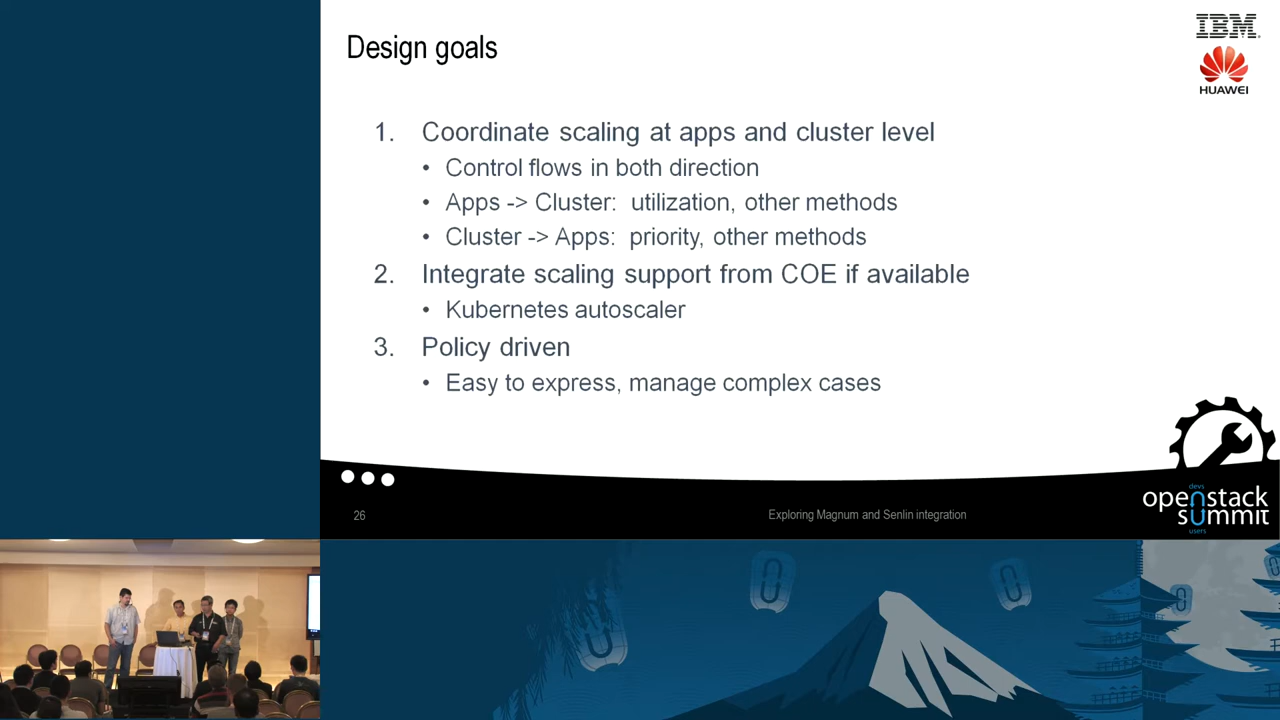 Design goals
IBM
HUAWEI
1. Coordinate scaling at apps and cluster level
• Control flows in both direction
• Apps -> Cluster: utilization, other methods
• Cluster -> Apps: priority, other methods
2. Integrate scaling support from COE if available
• Kubernetes autoscaler
3. Policy driven
• Easy to express, manage complex cases
26
Exploring Magnum and Senlin integration
devs
openstack
summit
users